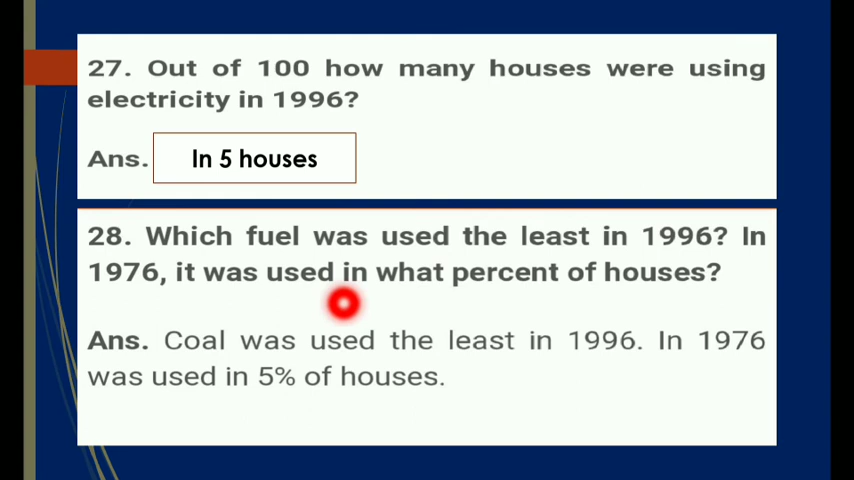 27. Out of 100 how many houses were using
electricity in 1996?
Ans. In 5 houses
28. Which fuel was used the least in 1996? In
1976, it was used in what percent of houses?
Ans. Coal was used the least in 1996. In 1976
was used in 5% of houses.